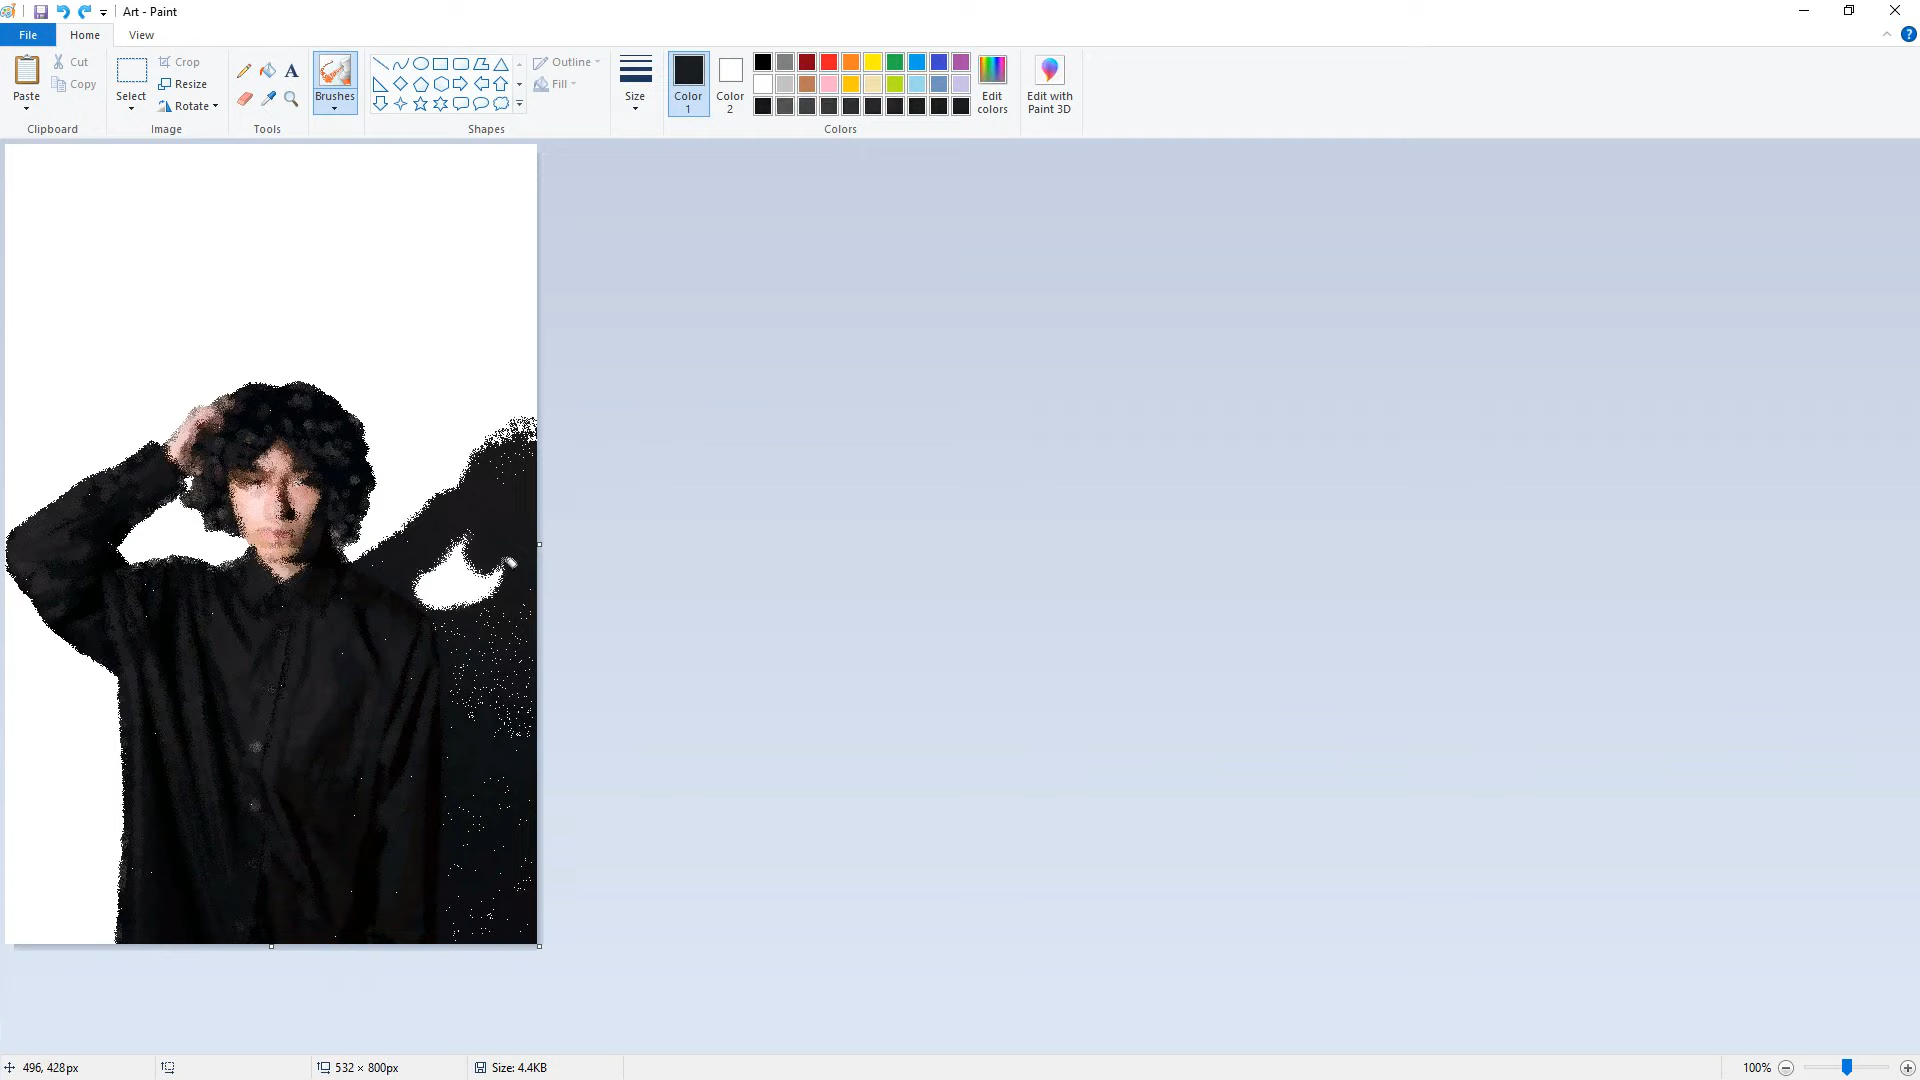 Art - Paint
File Home View
Paste Cut Copy
Clipboard
Select Crop Resize Rotate
Image
A
Tools
Brushes
Shapes
Outline
Fill
Size
Color 1
Color 2
Edit colors
Colors
Edit with Paint 3D
?
496, 428px
532 × 800px
Size: 4.4KB
100%